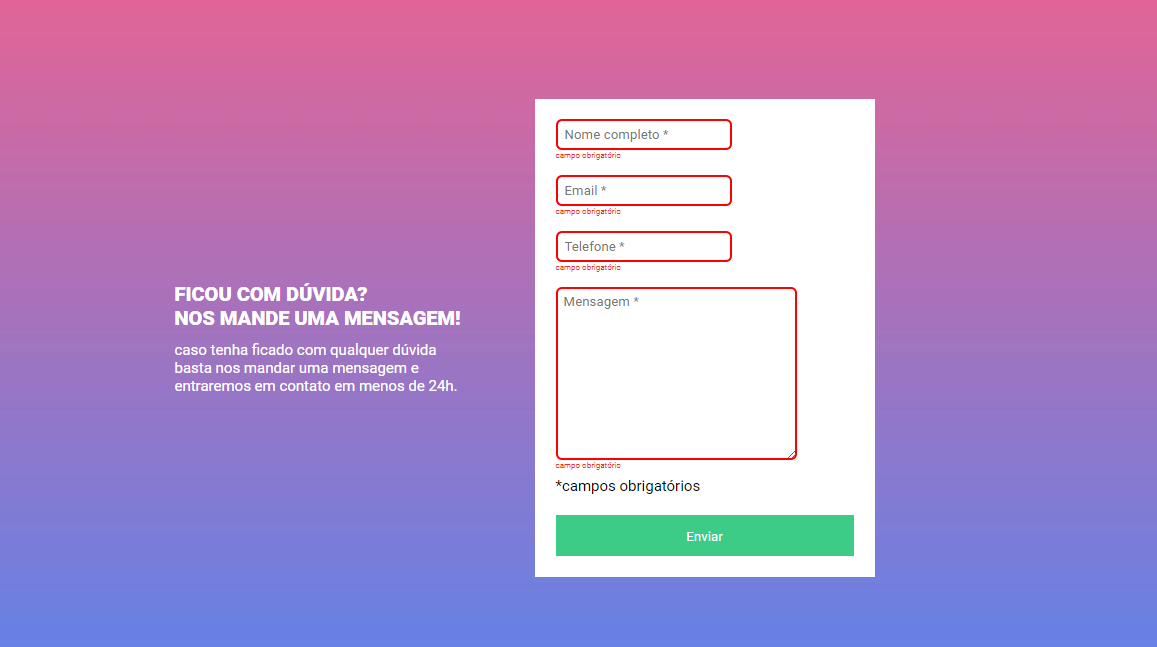 FICOU COM DÚVIDA?
NOS MANDE UMA MENSAGEM!
caso tenha ficado com qualquer dúvida
basta nos mandar uma mensagem e
entraremos em contato em menos de 24h.
Nome completo *
campo obrigatório
Email *
campo obrigatório
Telefone *
campo obrigatório
Mensagem *
campo obrigatório
*campos obrigatórios
Enviar